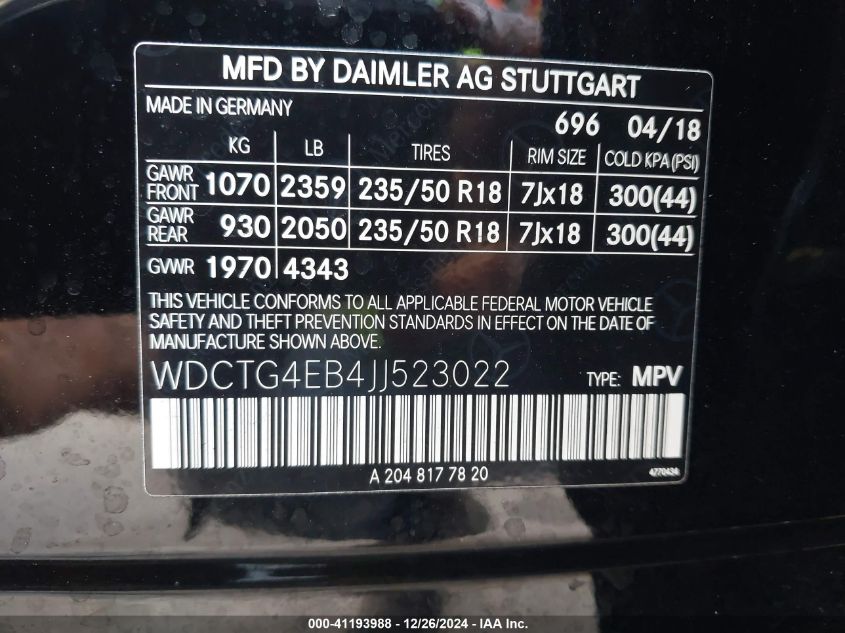 MFD BY DAIMLER AG STUTTGART
MADE IN GERMANY
696 04/18
KG LB TIRES RIM SIZE COLD KPA(PSI)
GAWR FRONT 1070 2359 235/50 R18 7Jx18 300(44)
GAWR REAR 930 2050 235/50 R18 7Jx18 300(44)
GVWR 1970 4343
THIS VEHICLE CONFORMS TO ALL APPLICABLE FEDERAL MOTOR VEHICLE
SAFETY AND THEFT PREVENTION STANDARDS IN EFFECT ON THE DATE OF
MANUFACTURE SHOWN ABOVE.
WDCTG4EB4JJ523022 TYPE: MPV
A 204 817 78 20 4770434
000-41193988 - 12/26/2024 - IAA Inc.